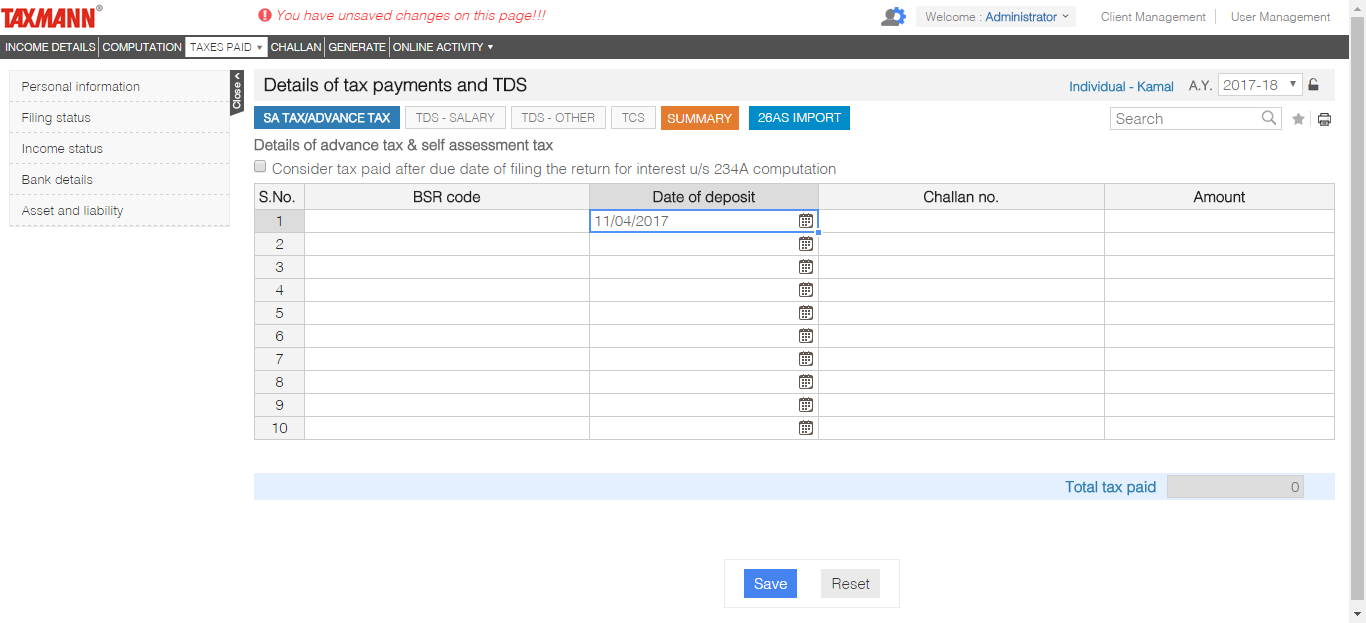 TAXMANN®
You have unsaved changes on this page!!!
Welcome : Administrator
Client Management
User Management
INCOME DETAILS
COMPUTATION
TAXES PAID
CHALLAN
GENERATE
ONLINE ACTIVITY
Personal information
Filing status
Income status
Bank details
Asset and liability
Close
Details of tax payments and TDS
Individual - Kamal
A.Y. 2017-18
SA TAX/ADVANCE TAX
TDS - SALARY
TDS - OTHER
TCS
SUMMARY
26AS IMPORT
Search
Details of advance tax & self assessment tax
Consider tax paid after due date of filing the return for interest u/s 234A computation
S.No. BSR code Date of deposit Challan no. Amount
1 11/04/2017
2
3
4
5
6
7
8
9
10
Total tax paid 0
Save Reset